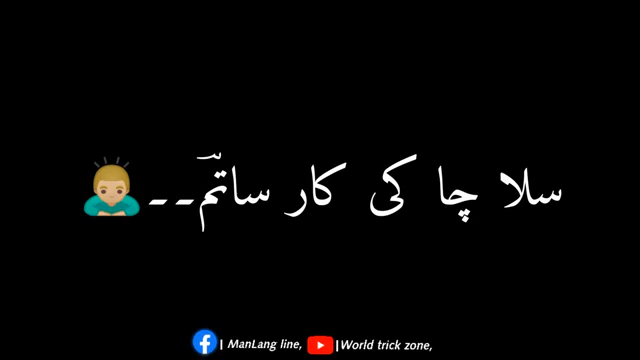 سلا چا کی کار ساتمّ۔۔
| ManLang line, |World trick zone,